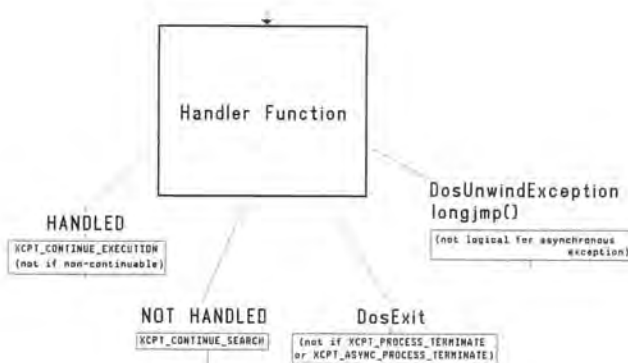 Handler Function
DosUnwindException
longjmp()
(not logical for asynchronous
exception)
HANDLED
XCPT_CONTINUE_EXECUTION
(not if non-continuable)
NOT HANDLED
XCPT_CONTINUE_SEARCH
DosExit
(not if XCPT_PROCESS_TERMINATE
or XCPT_ASYNC_PROCESS_TERMINATE)